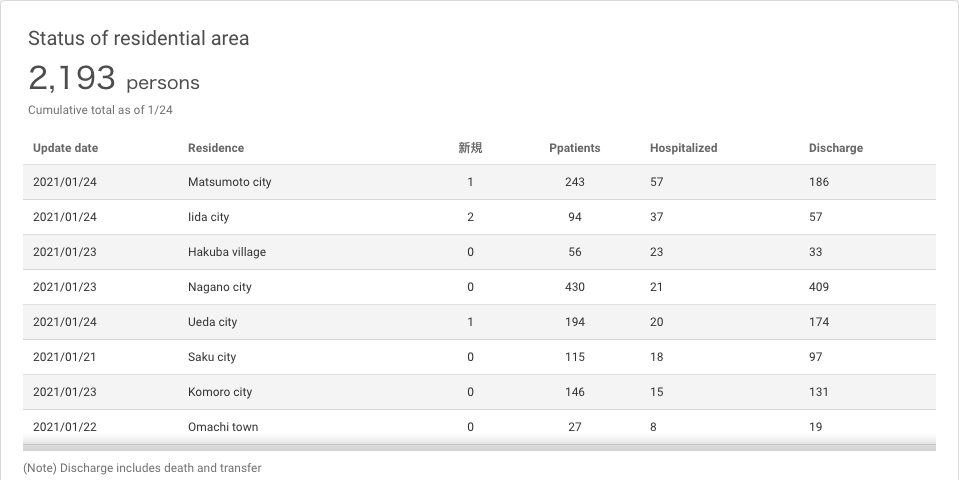 Status of residential area
2,193 persons
Cumulative total as of 1/24
Update date Residence 新規 Ppatients Hospitalized Discharge
2021/01/24 Matsumoto city 1 243 57 186
2021/01/24 Iida city 2 94 37 57
2021/01/23 Hakuba village 0 56 23 33
2021/01/23 Nagano city 0 430 21 409
2021/01/24 Ueda city 1 194 20 174
2021/01/21 Saku city 0 115 18 97
2021/01/23 Komoro city 0 146 15 131
2021/01/22 Omachi town 0 27 8 19
(Note) Discharge includes death and transfer